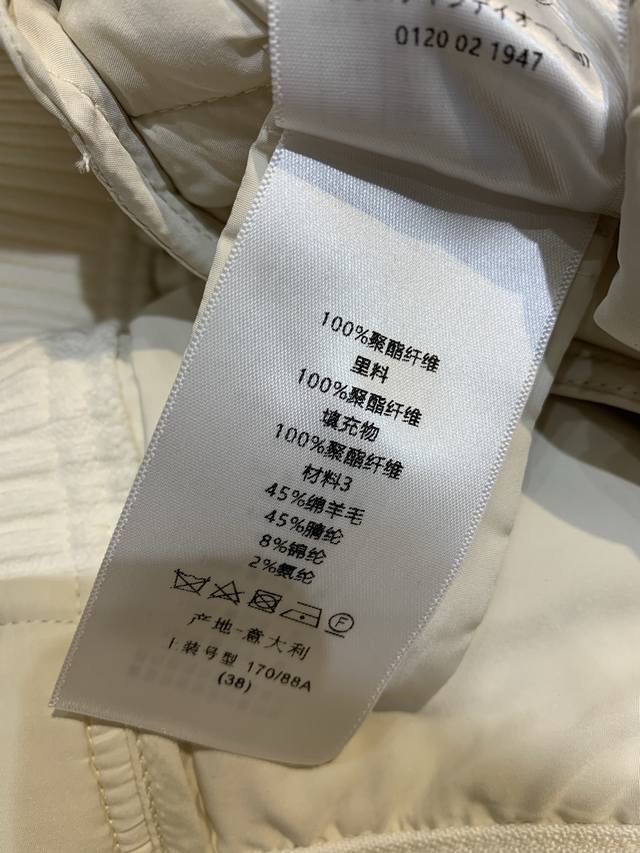 0120 02 1947
100%聚酯纤维
里料
100%聚酯纤维
填充物
100%聚酯纤维
材料3
45%绵羊毛
45%腈纶
8%锦纶
2%氨纶
F
产地-意大利
上装号型 170/88A
(38)